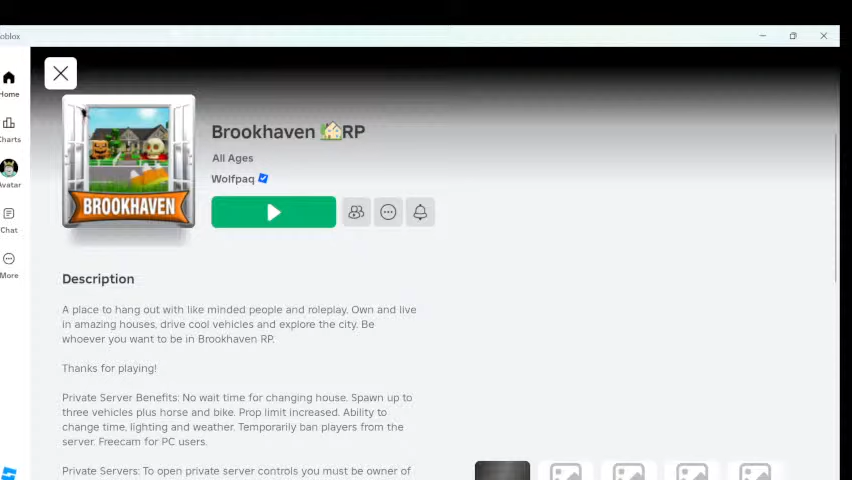 oblox
Home
Charts
Avatar
Chat
More
BROOKHAVEN
Brookhaven 🏡RP
All Ages
Wolfpaq
Description
A place to hang out with like minded people and roleplay. Own and live
in amazing houses, drive cool vehicles and explore the city. Be
whoever you want to be in Brookhaven RP.
Thanks for playing!
Private Server Benefits: No wait time for changing house. Spawn up to
three vehicles plus horse and bike. Prop limit increased. Ability to
change time, lighting and weather. Temporarily ban players from the
server. Freecam for PC users.
Private Servers: To open private server controls you must be owner of